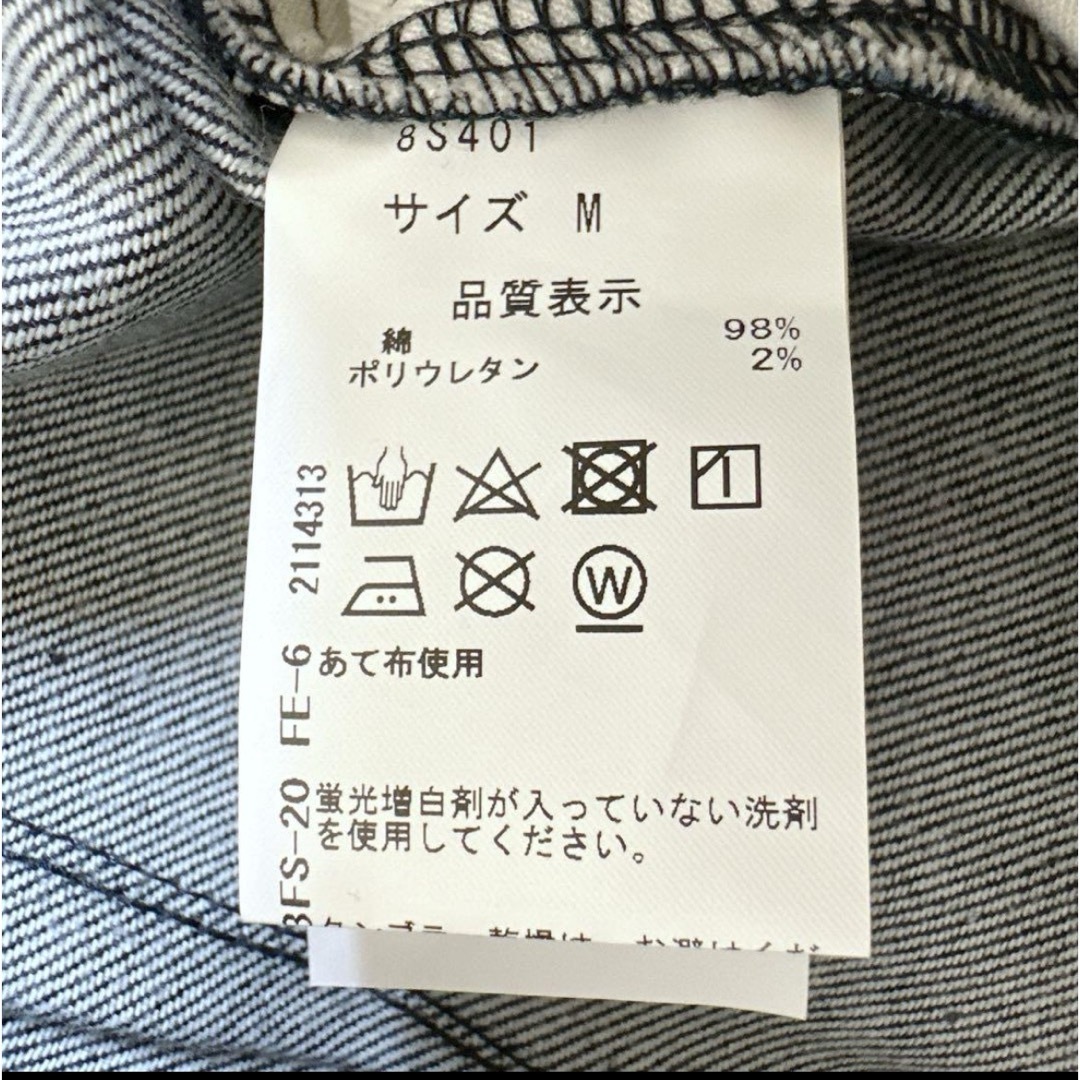 8S401
サイズ M
品質表示
綿 98%
ポリウレタン 2%
1
W
あて布使用
蛍光増白剤が入っていない洗剤
を使用してください。
2114313
FE-6
FS-20